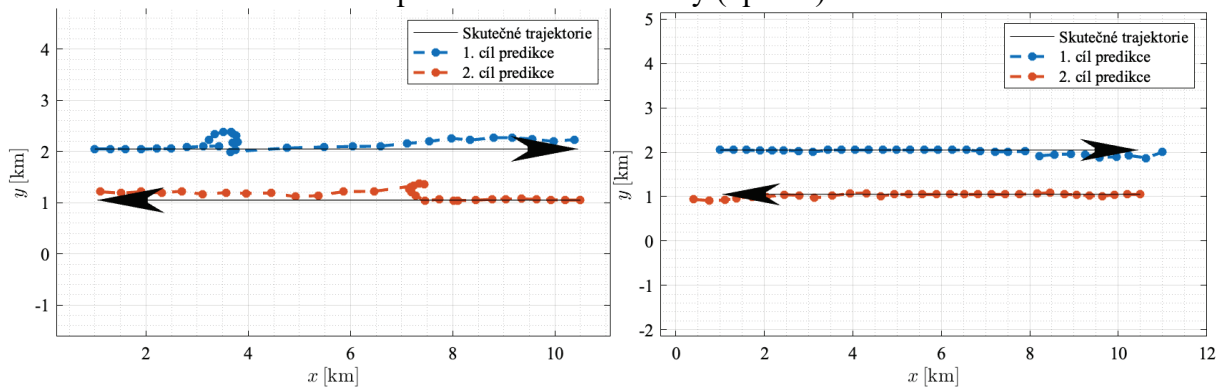 Skutečné trajektorie
1. cíl predikce
2. cíl predikce
4
3
2
1
0
-1
y [km]
2
4
6
8
10
x [km]
Skutečné trajektorie
1. cíl predikce
2. cíl predikce
5
4
3
2
1
0
-1
-2
y [km]
0
2
4
6
8
10
12
x [km]